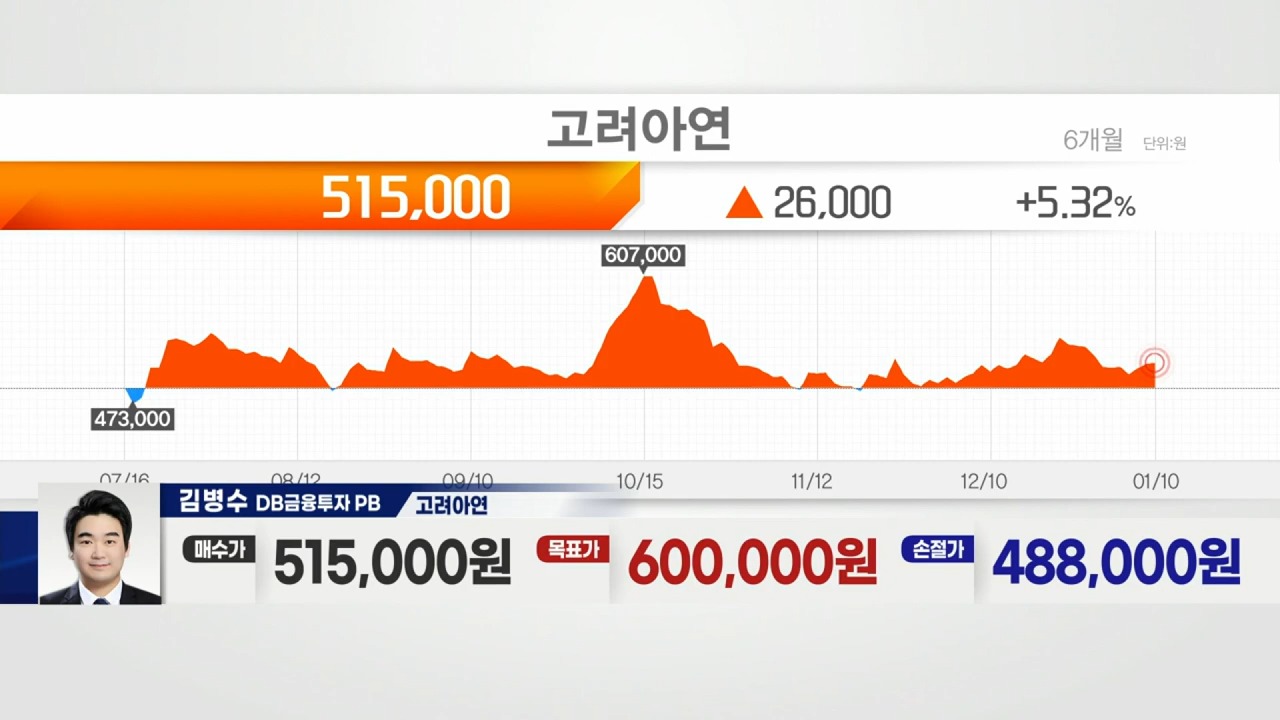 고려아연
6개월 단위:원
515,000 ▲ 26,000 +5.32%
607,000
473,000
07/16 08/12 09/10 10/15 11/12 12/10 01/10
김병수 DB금융투자 PB 고려아연
매수가 515,000원 목표가 600,000원 손절가 488,000원